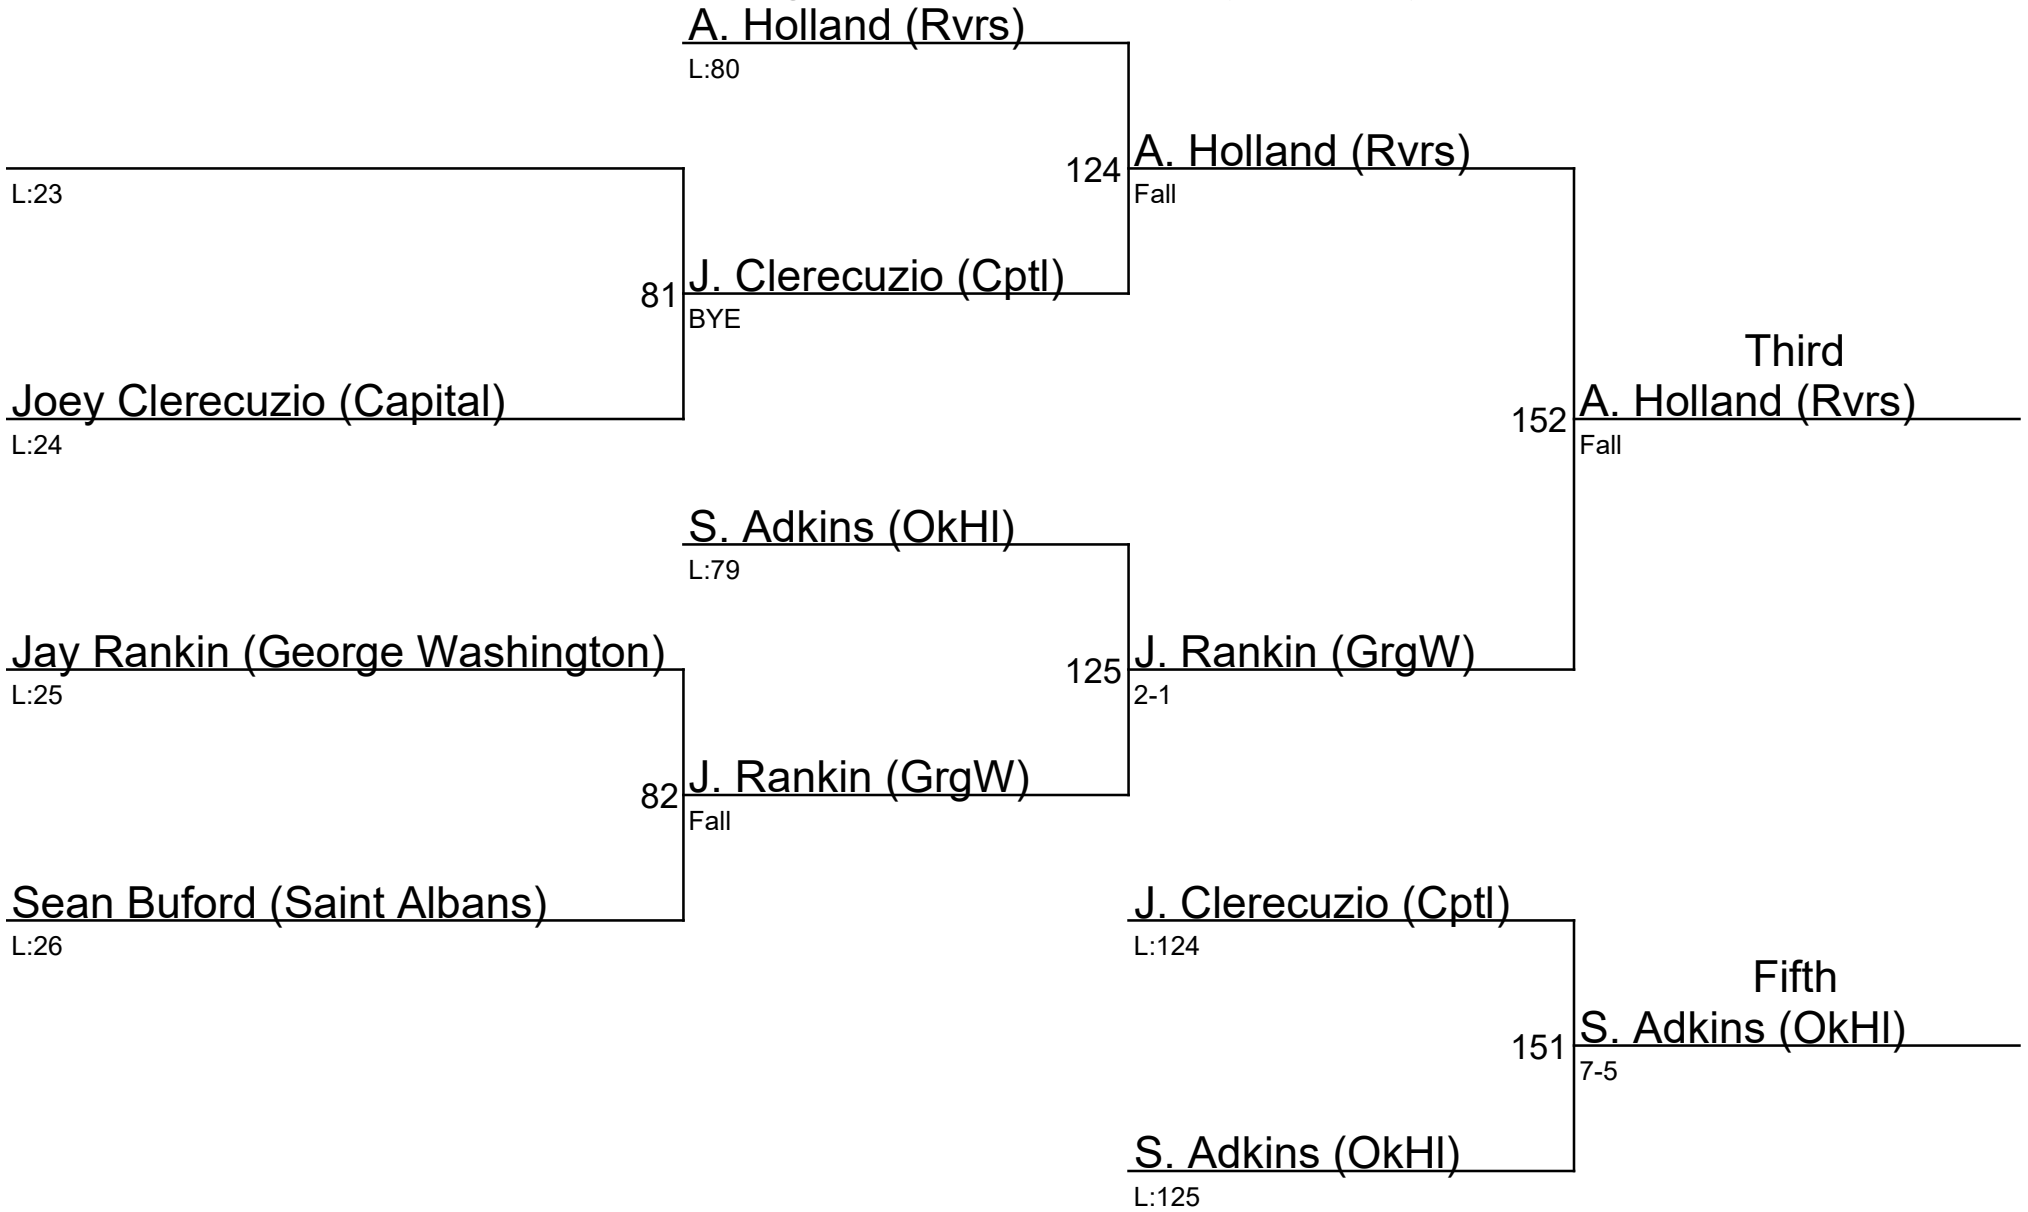 A. Holland (Rvrs)
L:80
124
A. Holland (Rvrs)
Fall
L:23
81
J. Clerecuzio (Cptl)
BYE
Third
Joey Clerecuzio (Capital)
L:24
152
A. Holland (Rvrs)
Fall
S. Adkins (OkHl)
L:79
Jay Rankin (George Washington)
L:25
125
J. Rankin (GrgW)
2-1
82
J. Rankin (GrgW)
Fall
Sean Buford (Saint Albans)
L:26
J. Clerecuzio (Cptl)
L:124
Fifth
151
S. Adkins (OkHl)
7-5
S. Adkins (OkHl)
L:125